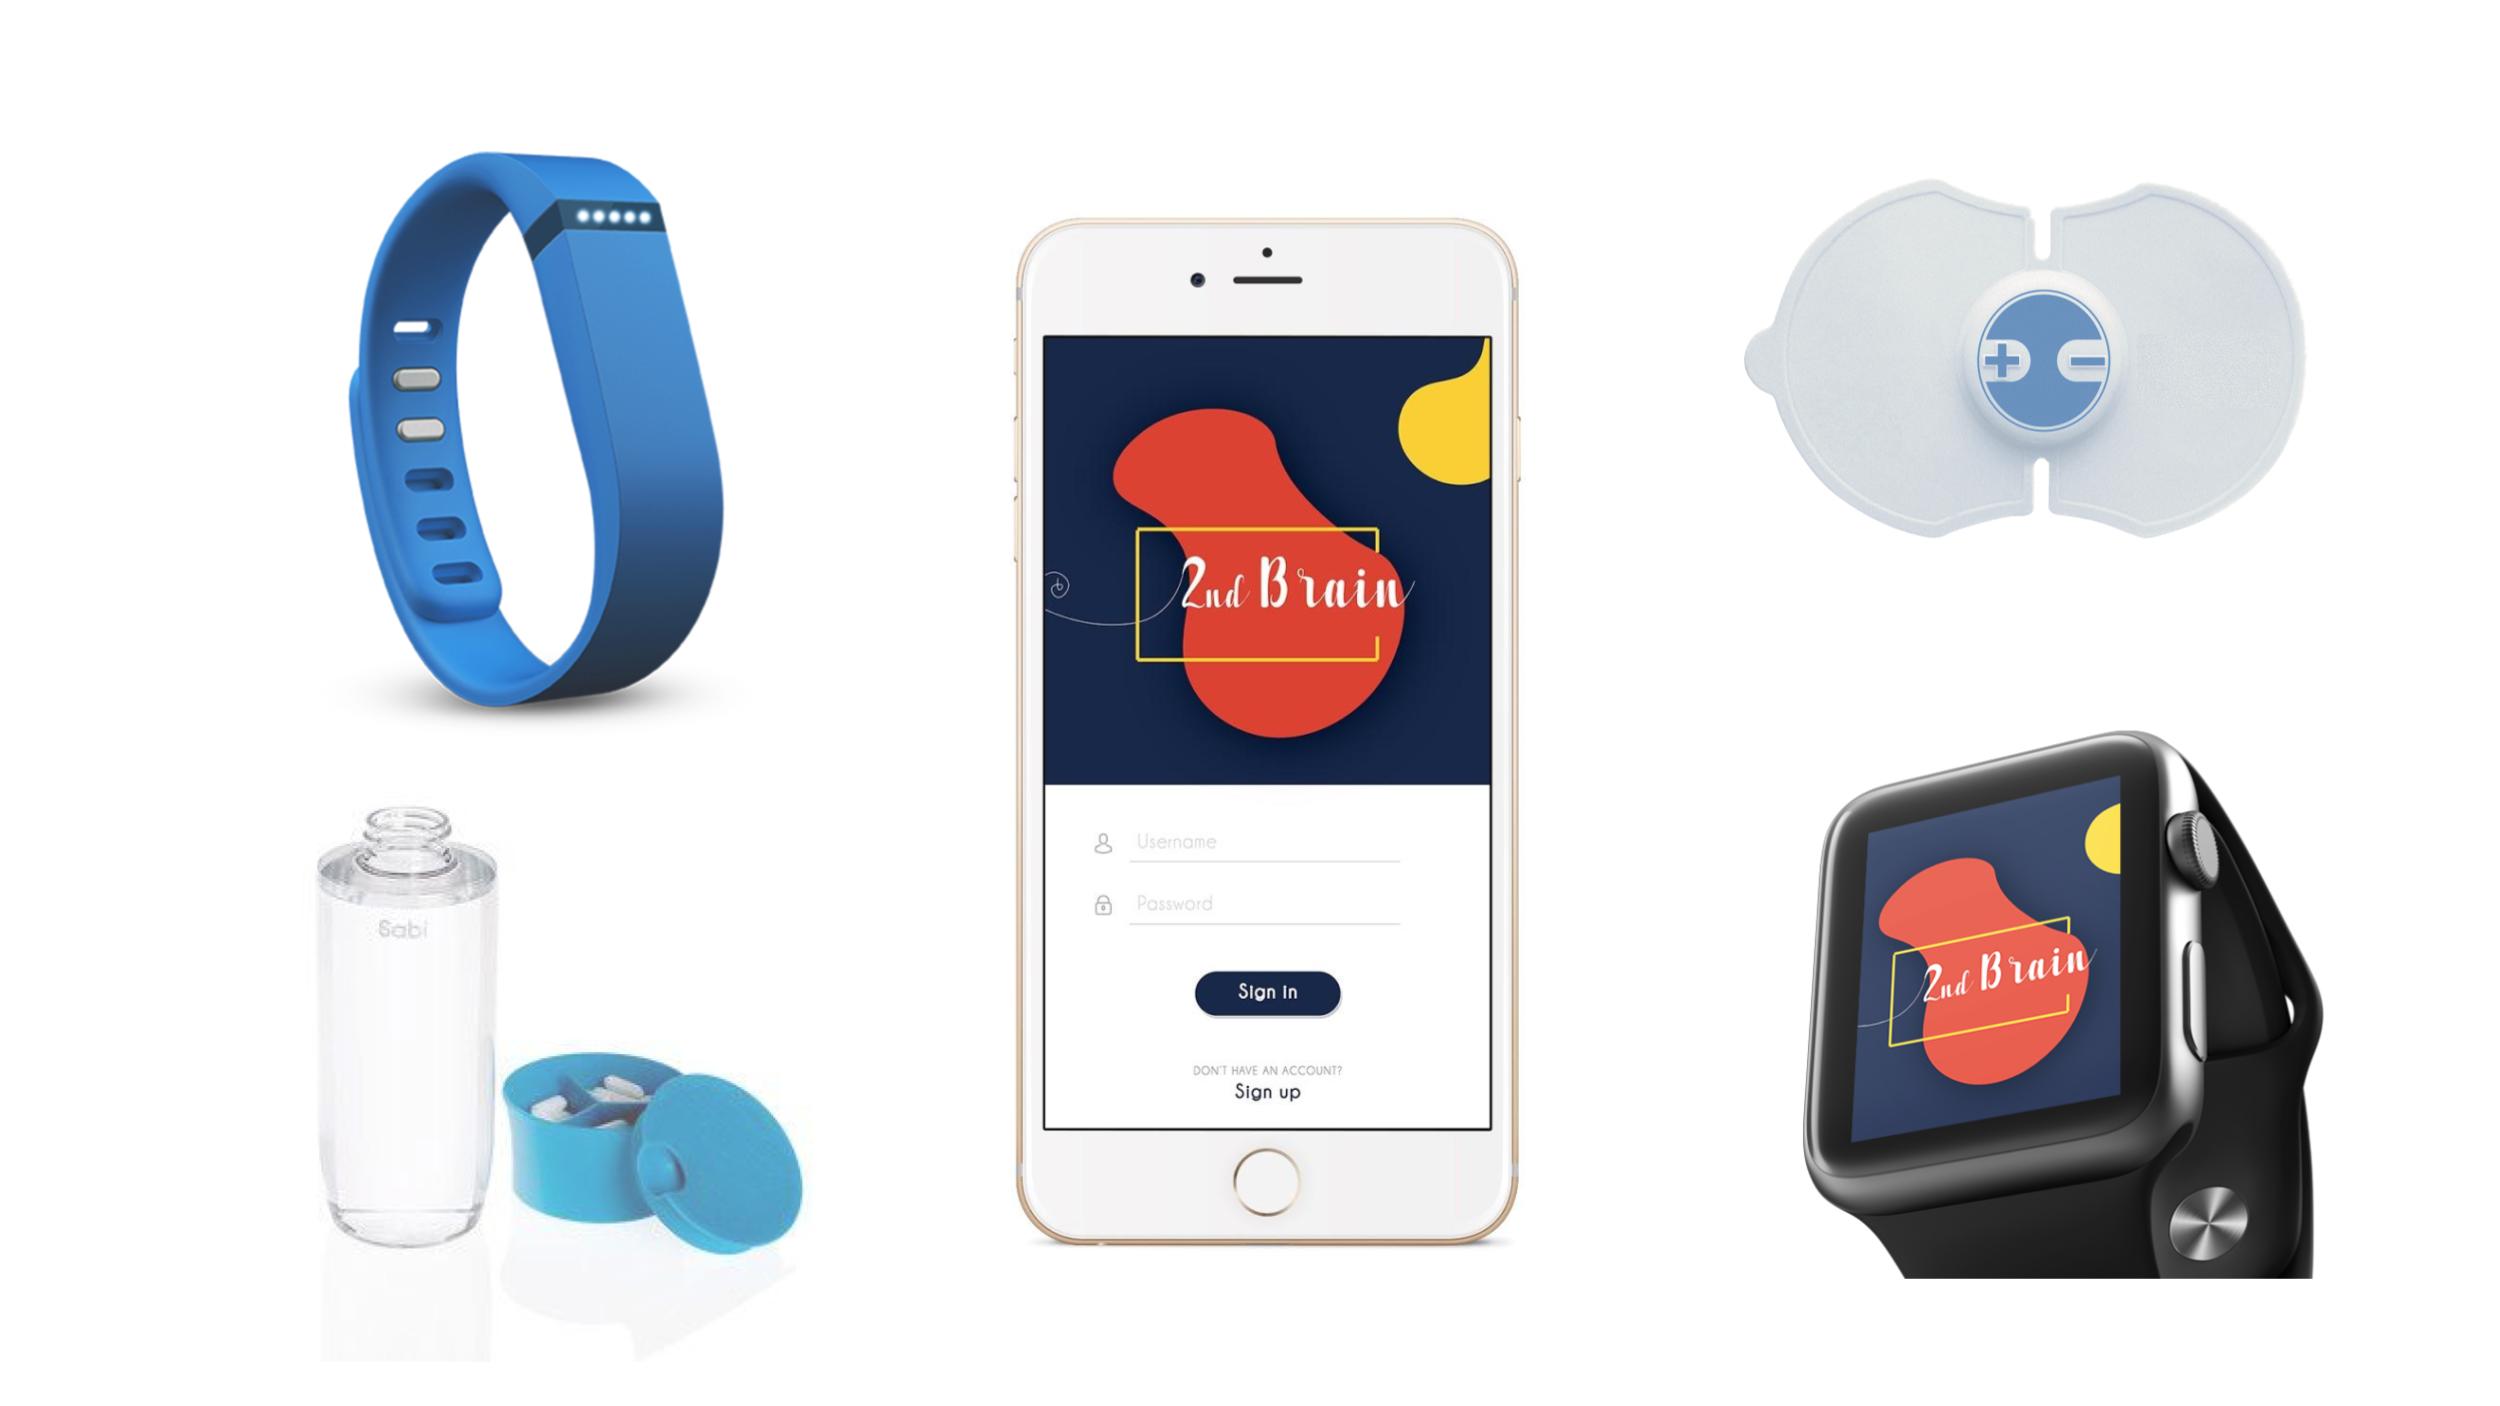 2nd Brain
Username
Password
Sign in
DON'T HAVE AN ACCOUNT?
Sign up
Sabi
2nd Brain